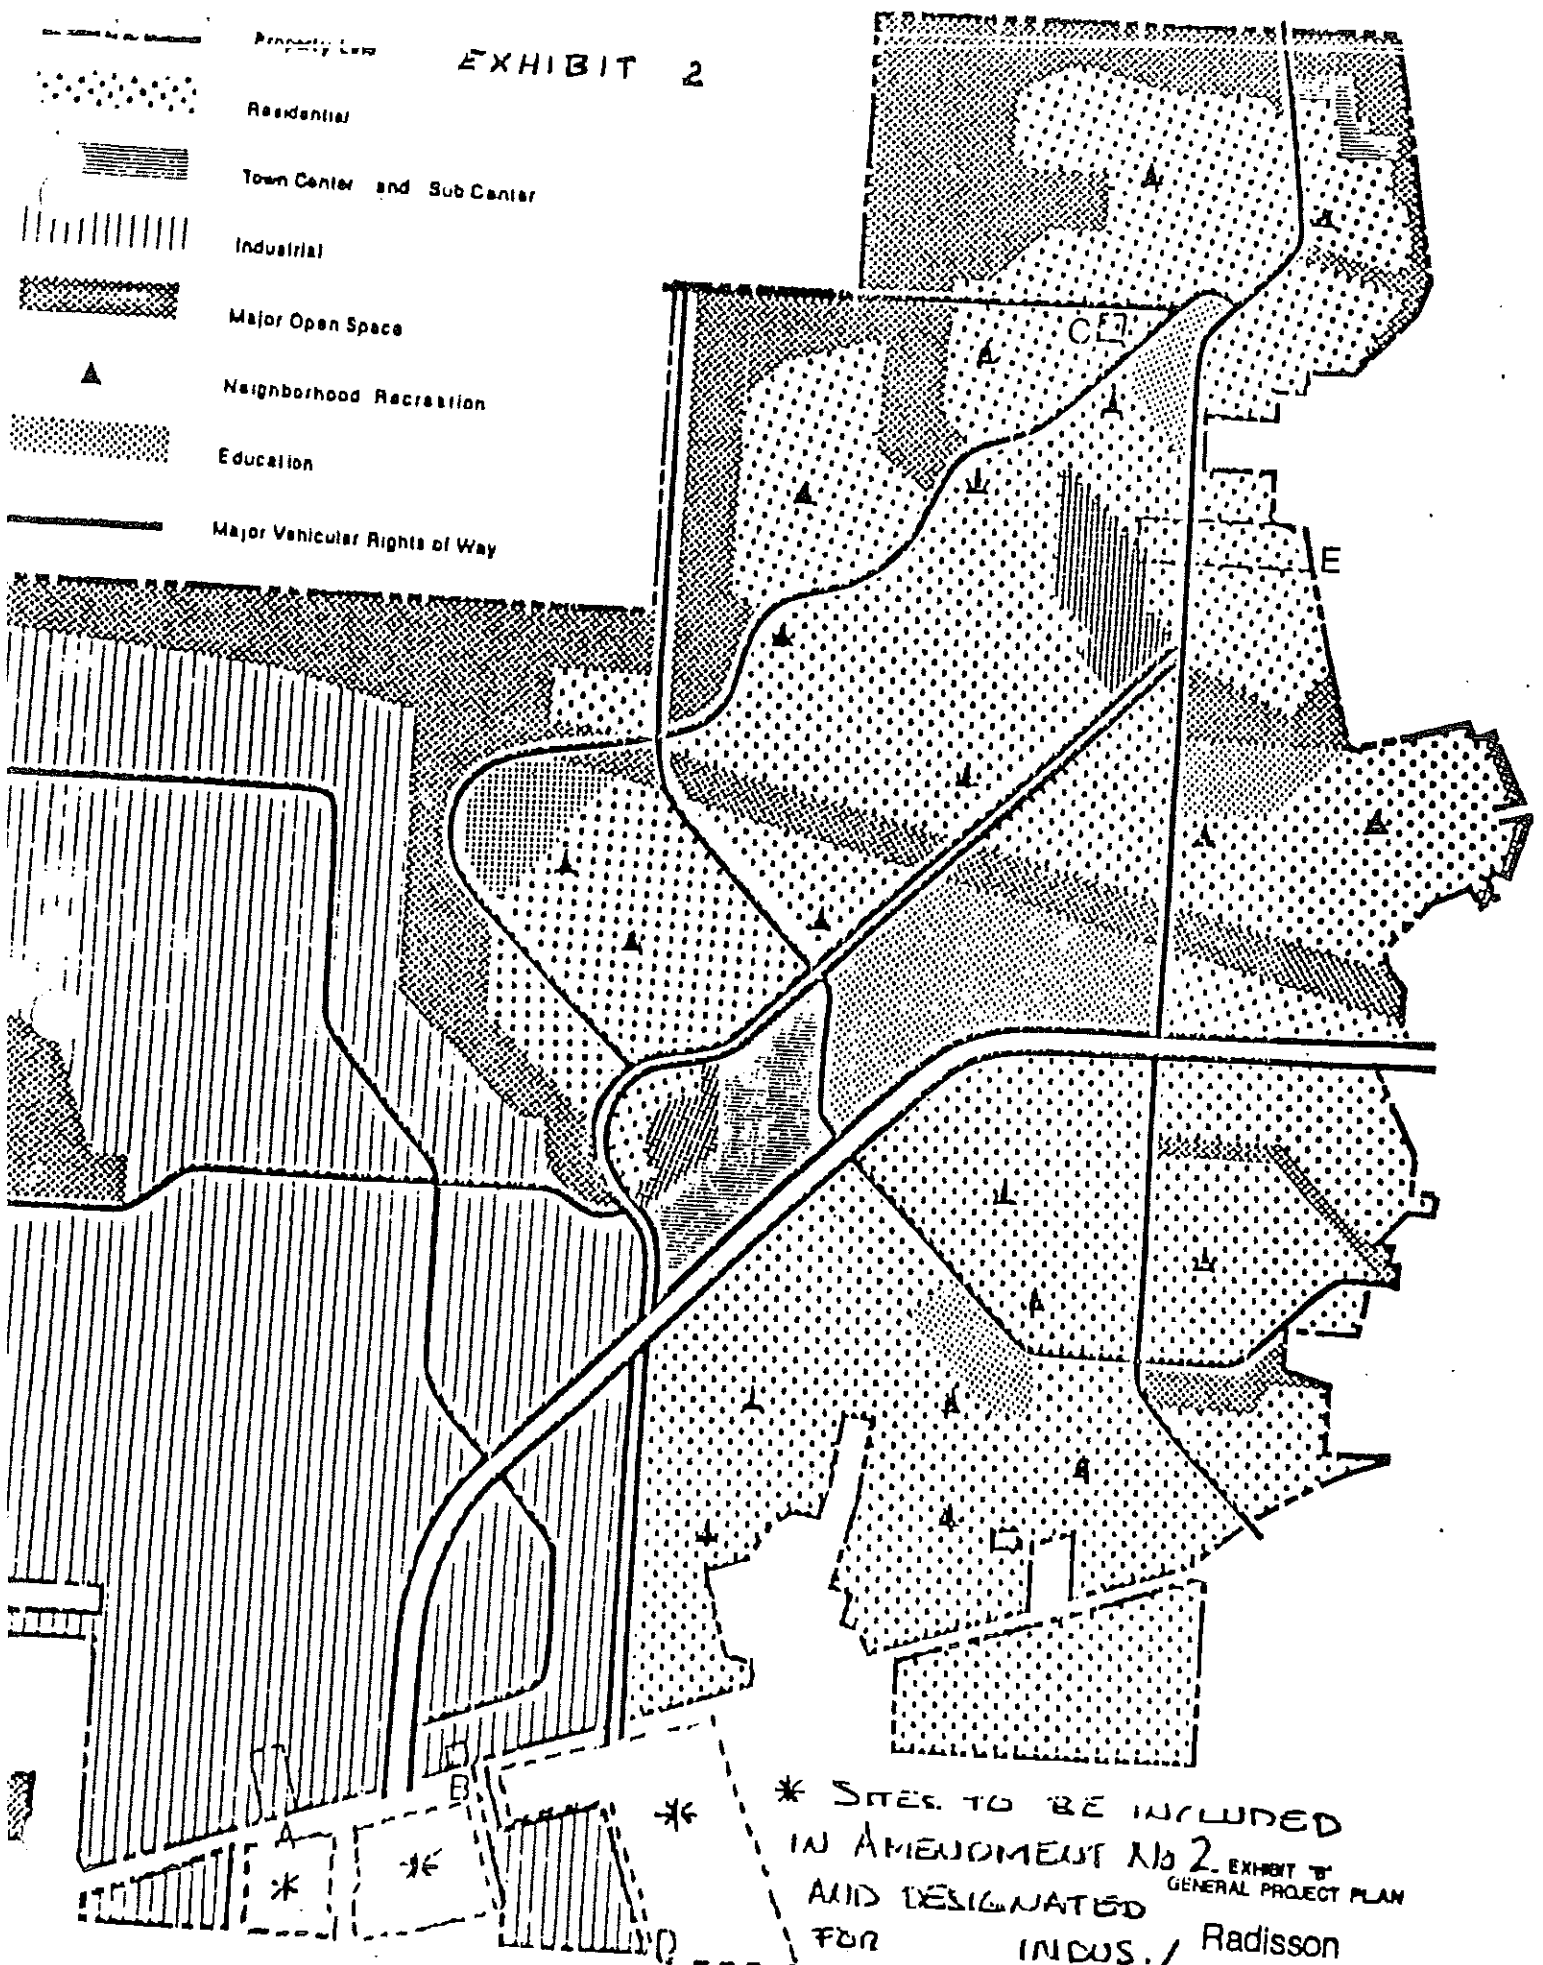 Property Line
EXHIBIT 2
Residential
Town Center and Sub Center
Industrial
Major Open Space
Neighborhood Recreation
Education
Major Vehicular Rights of Way
C
E
A
B
D
* SITES TO BE INCLUDED
IN AMENDMENT No 2.
AND DESIGNATED
FOR INDUS./
EXHIBIT "B"
GENERAL PROJECT PLAN
Radisson